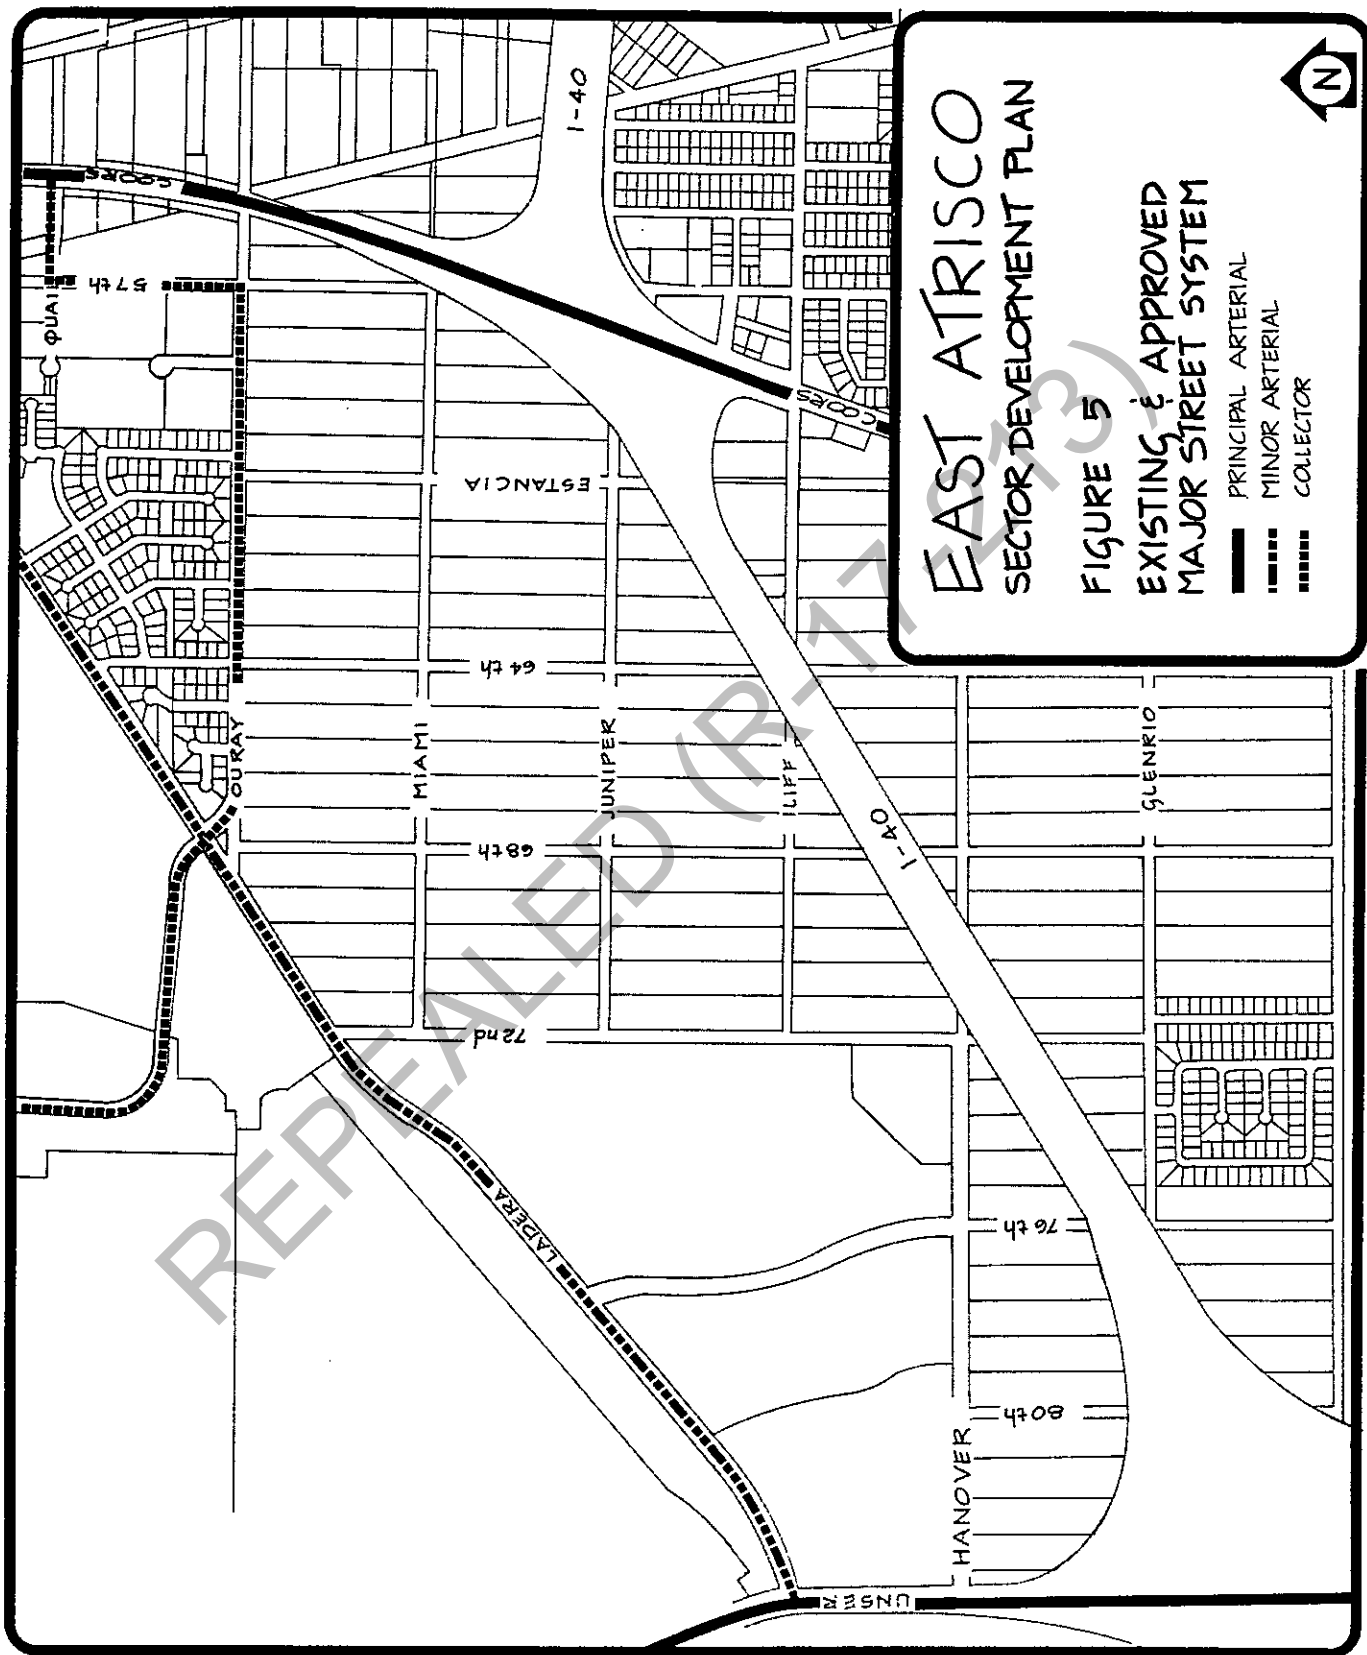 EAST ATRISCO
SECTOR DEVELOPMENT PLAN
FIGURE 5
EXISTING & APPROVED
MAJOR STREET SYSTEM
PRINCIPAL ARTERIAL
MINOR ARTERIAL
COLLECTOR
N
REPEALED (R-17-213)
COORS
I-40
57th
QUAI
ESTANCIA
COORS
64th
OURAY
MIAMI
JUNIPER
ILIFF
GLENRIO
68th
I-40
72nd
LADERA
76th
80th
HANOVER
UNSER